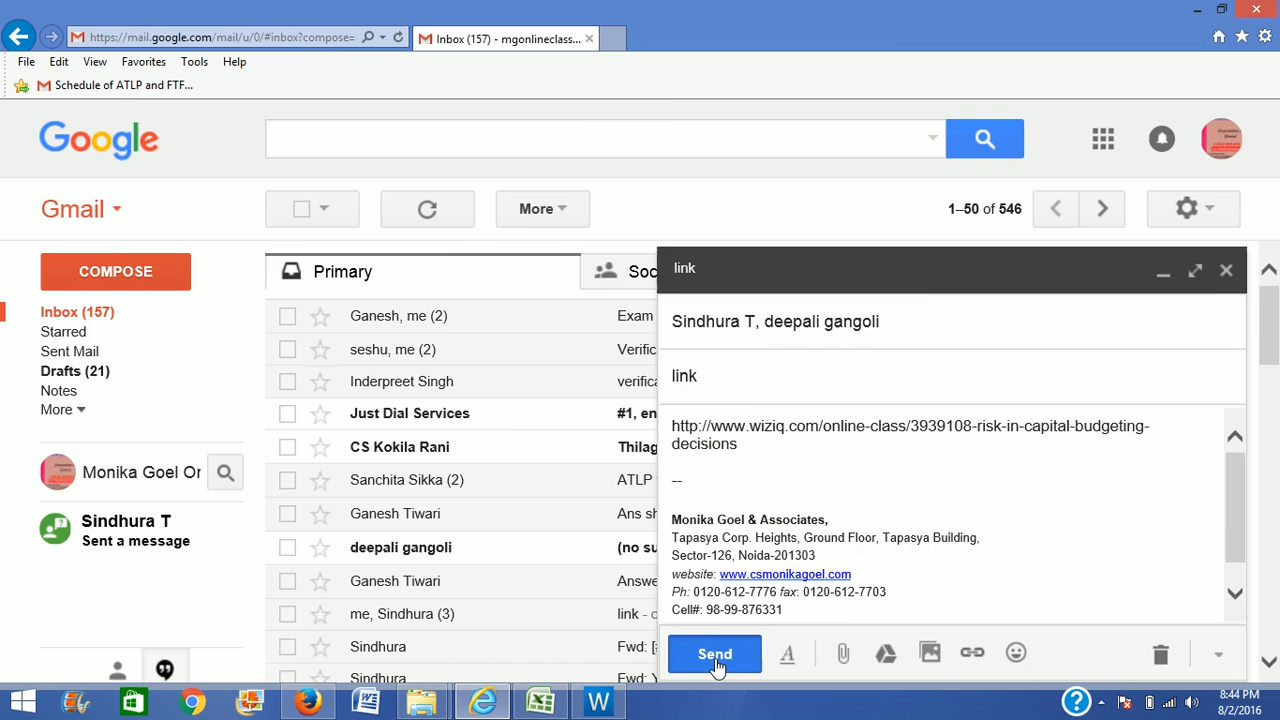 https://mail.google.com/mail/u/0/#inbox?compose=
Inbox (157) - mgonlineclass...
File Edit View Favorites Tools Help
Schedule of ATLP and FTF...
Google
Gmail
More
1–50 of 546
COMPOSE
Inbox (157)
Starred
Sent Mail
Drafts (21)
Notes
More
Monika Goel Or
Sindhura T
Sent a message
Primary
Soc
Ganesh, me (2) Exam
seshu, me (2) Verific
Inderpreet Singh verifica
Just Dial Services #1, en
CS Kokila Rani Thilag
Sanchita Sikka (2) ATLP
Ganesh Tiwari Ans sh
deepali gangoli (no su
Ganesh Tiwari Answe
me, Sindhura (3) link - c
Sindhura Fwd: [
Sindhura Fwd: Y
link
Sindhura T, deepali gangoli
link
http://www.wiziq.com/online-class/3939108-risk-in-capital-budgeting-
decisions
--
Monika Goel & Associates,
Tapasya Corp. Heights, Ground Floor, Tapasya Building,
Sector-126, Noida-201303
website: www.csmonikagoel.com
Ph: 0120-612-7776 fax: 0120-612-7703
Cell#: 98-99-876331
Send
8:44 PM
8/2/2016